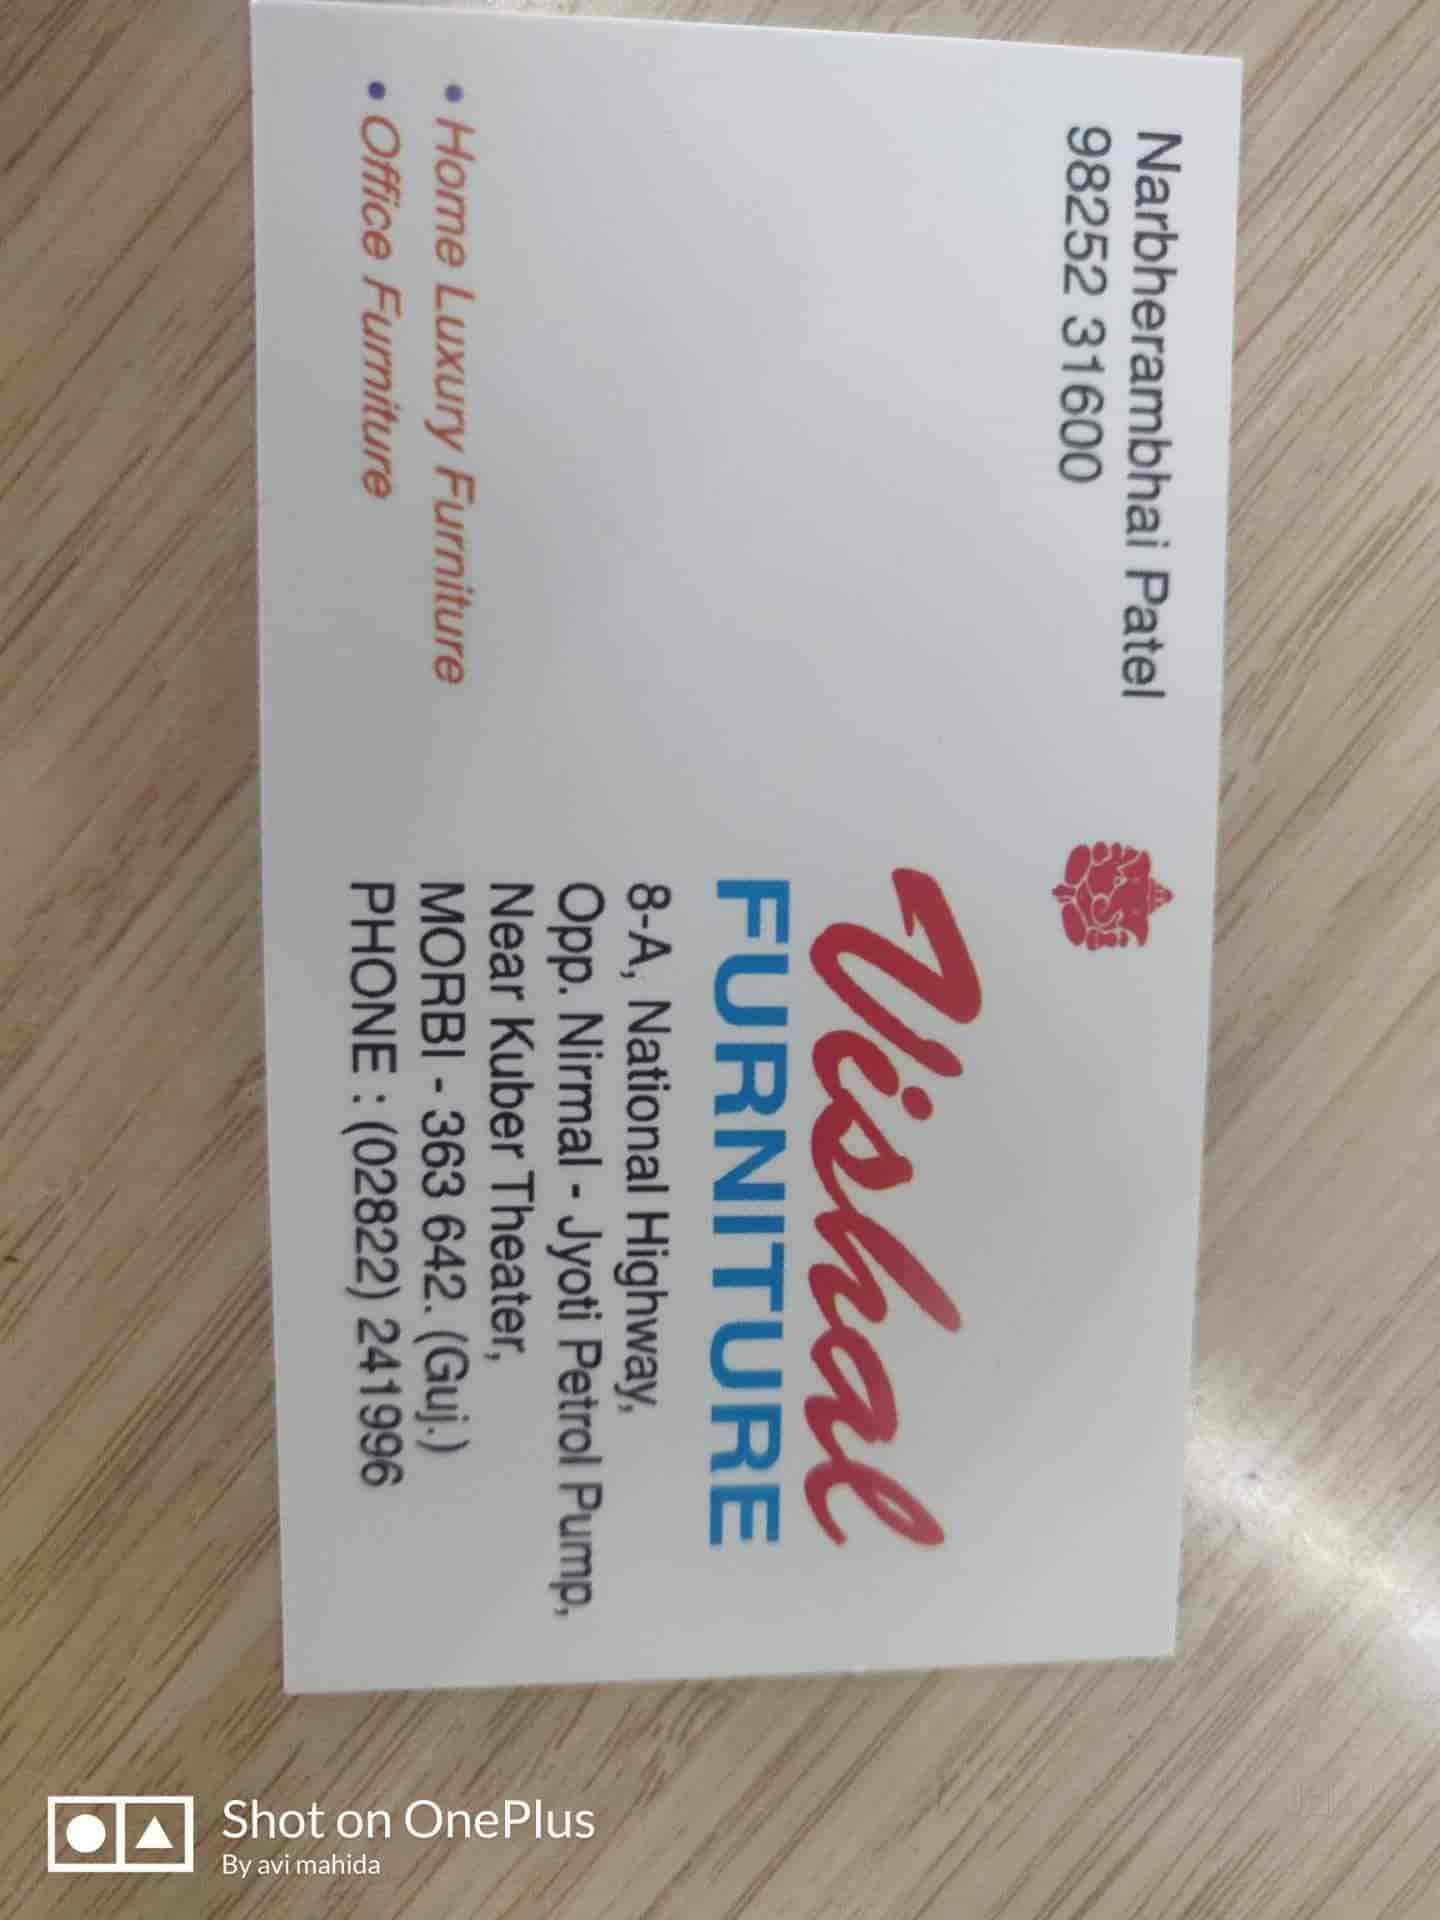 Narbherambhai Patel
98252 31600
Vishal
FURNITURE
8-A, National Highway,
Opp. Nirmal - Jyoti Petrol Pump,
Near Kuber Theater,
MORBI - 363 642. (Guj.)
PHONE : (02822) 241996
• Home Luxury Furniture
• Office Furniture
Shot on OnePlus
By avi mahida